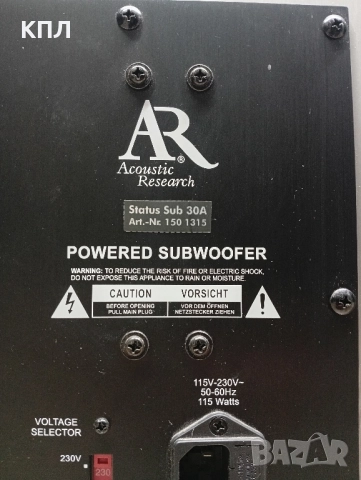 КПЛ
AR®
Acoustic
Research
Status Sub 30A
Art.-Nr. 150 1315
POWERED SUBWOOFER
WARNING: TO REDUCE THE RISK OF FIRE OR ELECTRIC SHOCK,
DO NOT EXPOSE THIS APPLIANCE TO RAIN OR MOISTURE.
CAUTION VORSICHT
BEFORE OPENING VOR DEM ÖFFNEN
PULL MAIN PLUG NETZSTECKER ZIEHEN
115V-230V~
50-60Hz
115 Watts
VOLTAGE
SELECTOR
230V
230
BAZAR